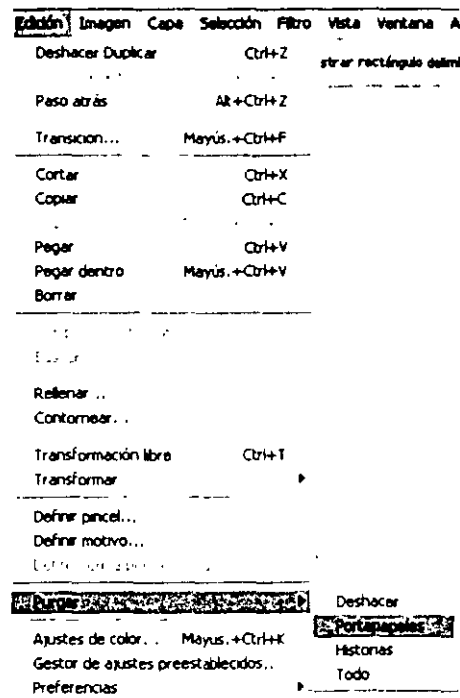 Edición Imagen Capa Selección Filtro Vista Ventana A
Deshacer Duplicar Ctrl+Z
strar rectángulo delimi
Paso atrás Alt+Ctrl+Z
Transición... Mayús.+Ctrl+F
Cortar Ctrl+X
Copiar Ctrl+C
Pegar Ctrl+V
Pegar dentro Mayús.+Ctrl+V
Borrar
Rellenar...
Contornear...
Transformación libre Ctrl+T
Transformar
Definir pincel...
Definir motivo...
Purgar
Deshacer
Ajustes de color... Mayus.+Ctrl+K
Portapapeles
Gestor de ajustes preestablecidos...
Historias
Preferencias
Todo